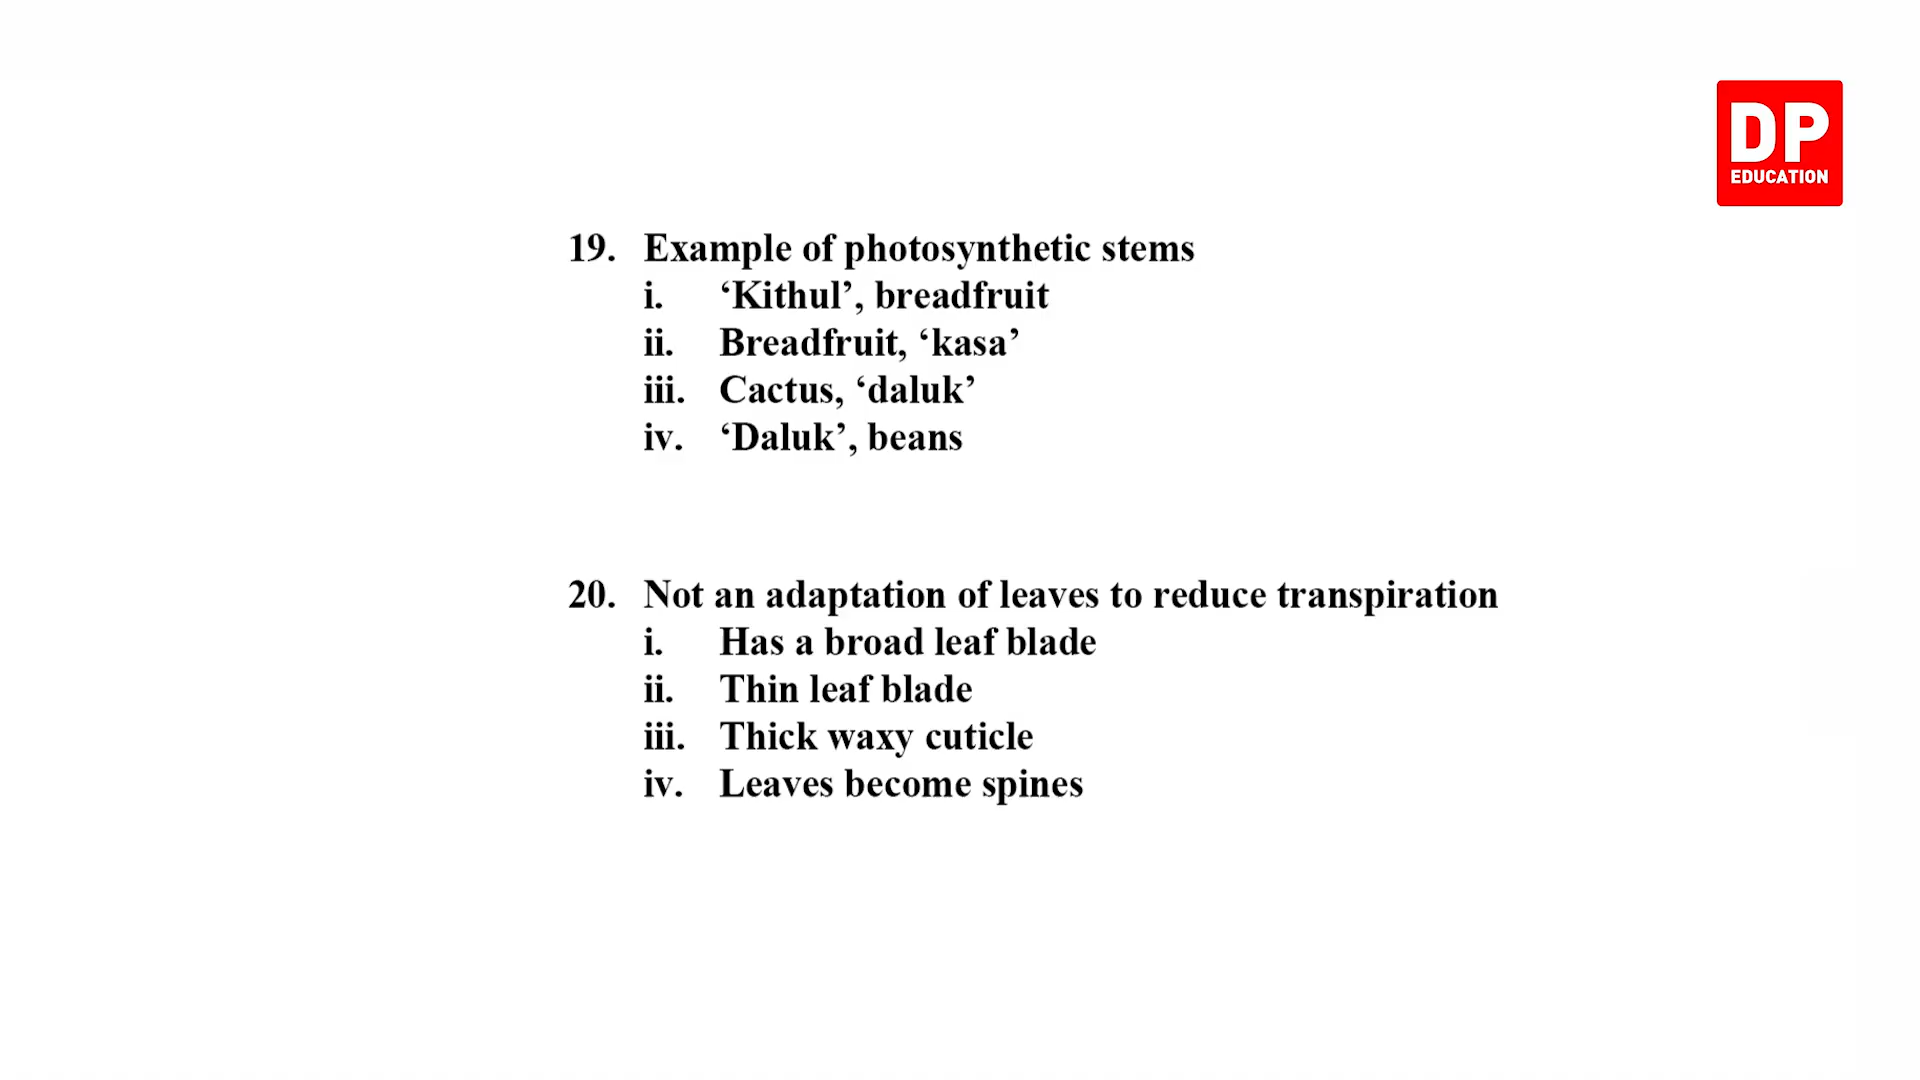 DP
EDUCATION
19. Example of photosynthetic stems
i. ‘Kithul’, breadfruit
ii. Breadfruit, ‘kasa’
iii. Cactus, ‘daluk’
iv. ‘Daluk’, beans
20. Not an adaptation of leaves to reduce transpiration
i. Has a broad leaf blade
ii. Thin leaf blade
iii. Thick waxy cuticle
iv. Leaves become spines